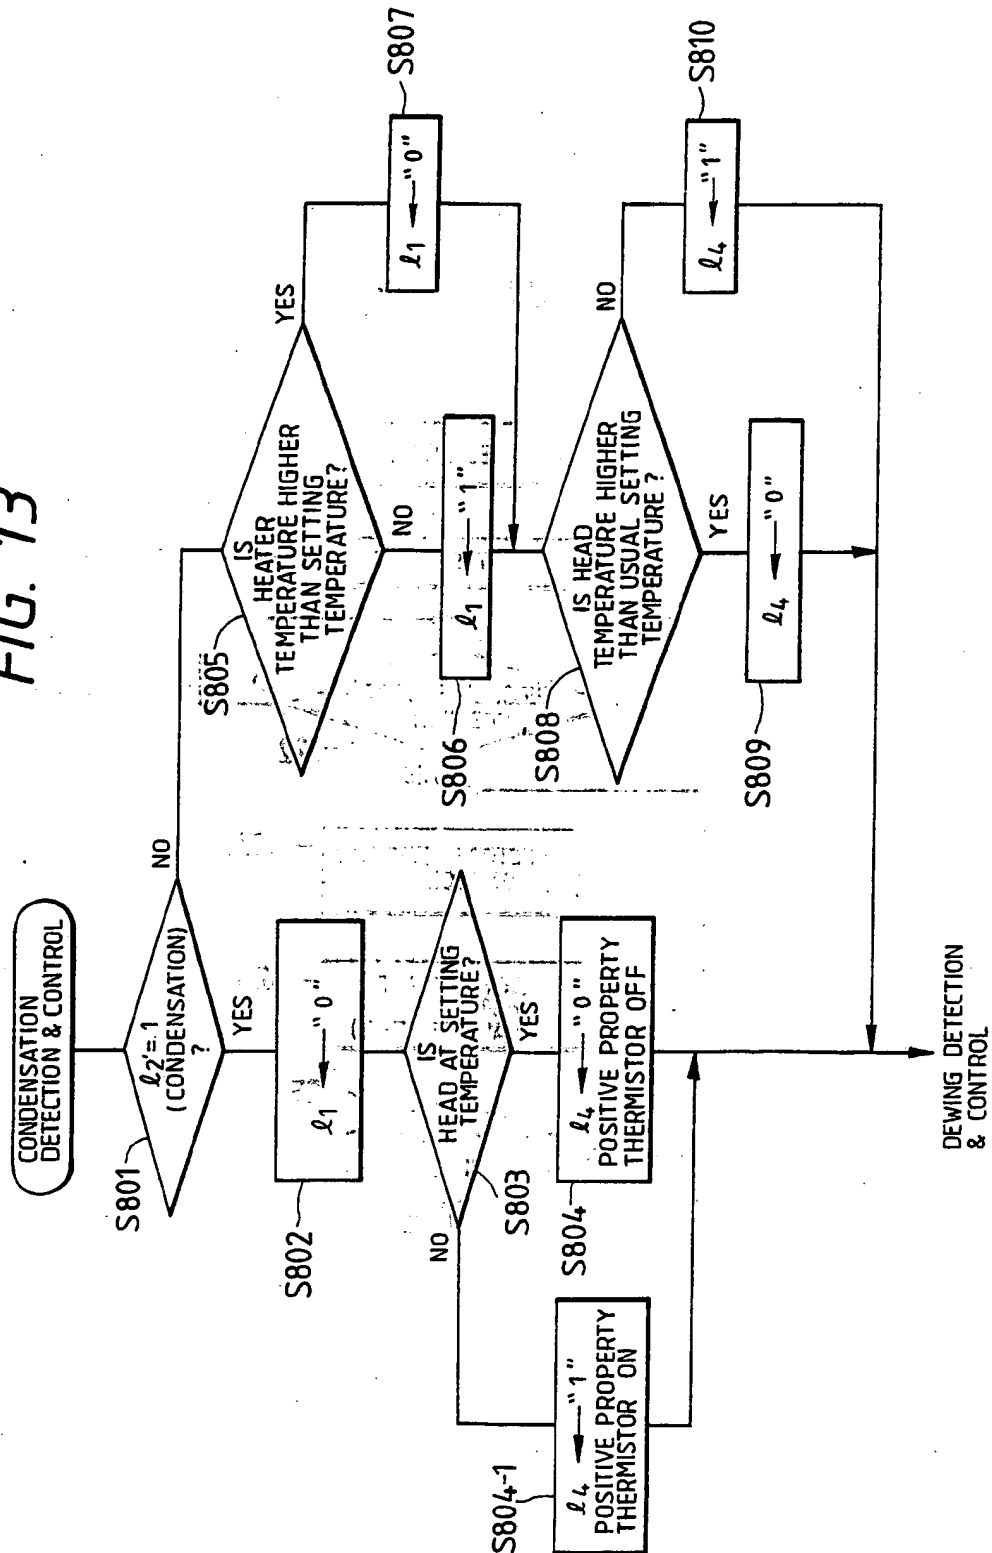 FIG. 13
CONDENSATION
DETECTION & CONTROL
S801
ℓ2'=1
(CONDENSATION)
?
NO
YES
S802
ℓ1 ← "0"
S803
IS
HEAD AT SETTING
TEMPERATURE?
NO
YES
S804
ℓ4 ← "0"
POSITIVE PROPERTY
THERMISTOR OFF
S804-1
ℓ4 ← "1"
POSITIVE PROPERTY
THERMISTOR ON
S805
IS
HEATER
TEMPERATURE HIGHER
THAN SETTING
TEMPERATURE?
YES
NO
S806
ℓ1 ← "1"
S807
ℓ1 ← "0"
S808
IS HEAD
TEMPERATURE HIGHER
THAN USUAL SETTING
TEMPERATURE ?
NO
YES
S809
ℓ4 ← "0"
S810
ℓ4 ← "1"
DEWING DETECTION
& CONTROL